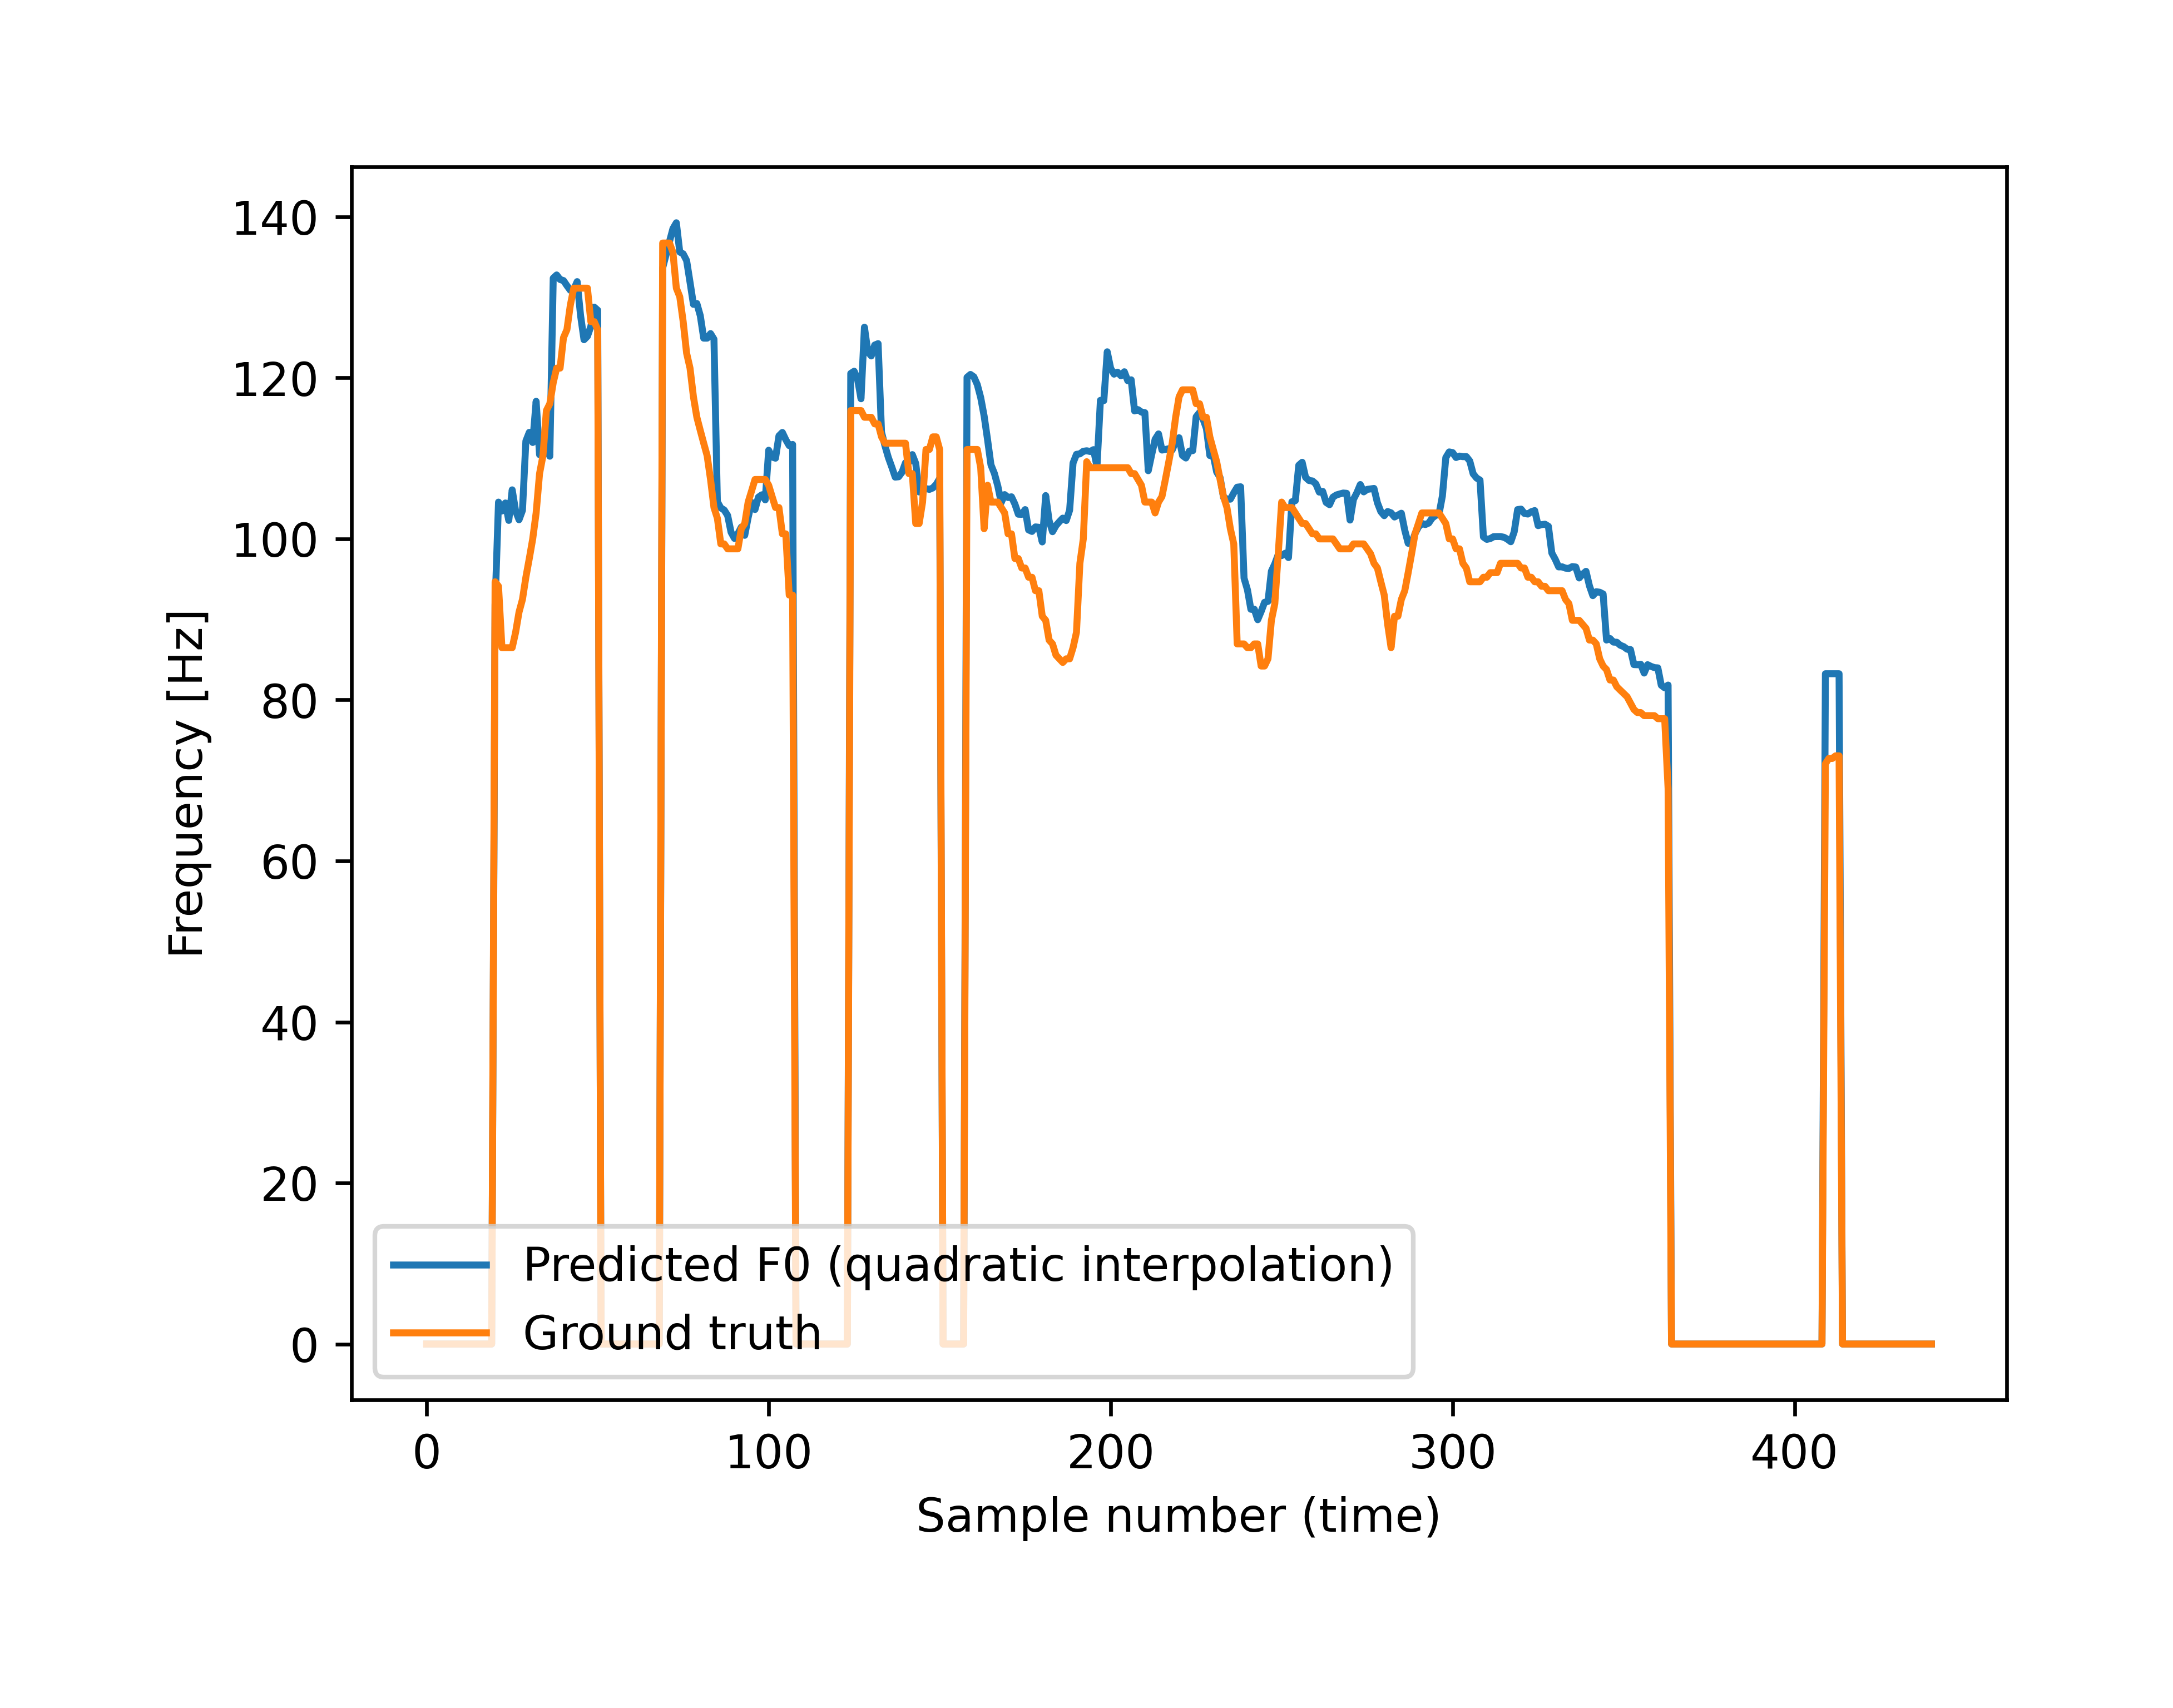 140
120
100
80
60
40
20
0
Frequency [Hz]
Predicted F0 (quadratic interpolation)
Ground truth
0 100 200 300 400
Sample number (time)